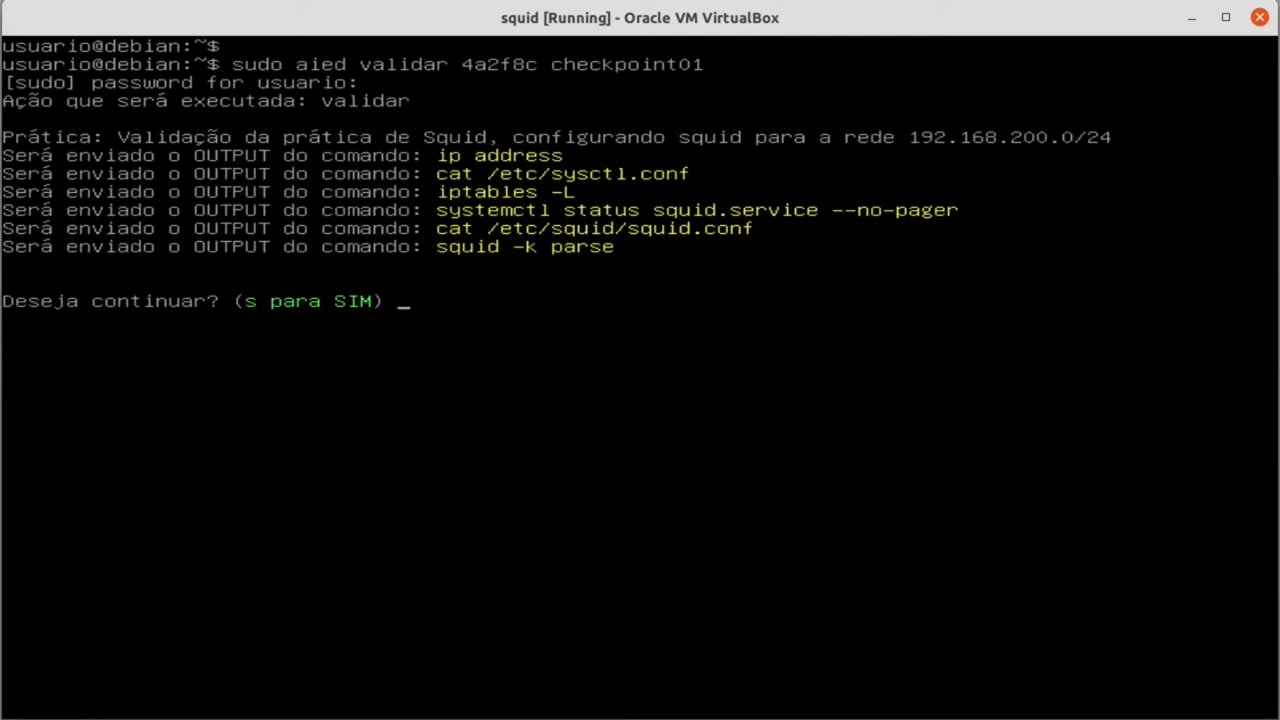 squid [Running] - Oracle VM VirtualBox
usuario@debian:~$
usuario@debian:~$ sudo aied validar 4a2f8c checkpoint01
[sudo] password for usuario:
Ação que será executada: validar
Prática: Validação da prática de Squid, configurando squid para a rede 192.168.200.0/24
Será enviado o OUTPUT do comando: ip address
Será enviado o OUTPUT do comando: cat /etc/sysctl.conf
Será enviado o OUTPUT do comando: iptables -L
Será enviado o OUTPUT do comando: systemctl status squid.service --no-pager
Será enviado o OUTPUT do comando: cat /etc/squid/squid.conf
Será enviado o OUTPUT do comando: squid -k parse
Deseja continuar? (s para SIM) _